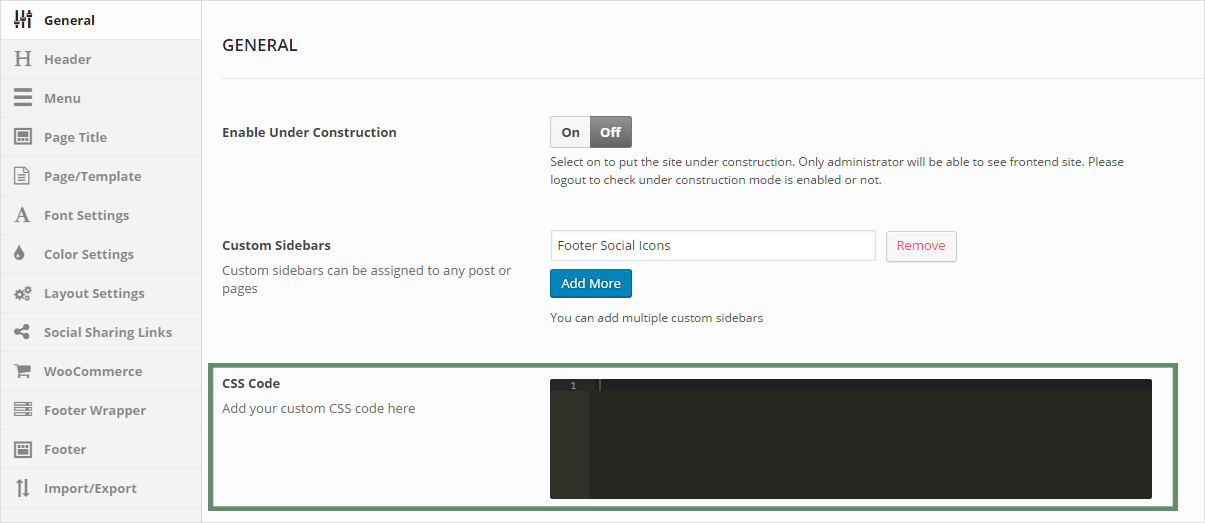 General
Header
Menu
Page Title
Page/Template
Font Settings
Color Settings
Layout Settings
Social Sharing Links
WooCommerce
Footer Wrapper
Footer
Import/Export
GENERAL
Enable Under Construction
On Off
Select on to put the site under construction. Only administrator will be able to see frontend site. Please
logout to check under construction mode is enabled or not.
Custom Sidebars
Custom sidebars can be assigned to any post or
pages
Footer Social Icons
Remove
Add More
You can add multiple custom sidebars
CSS Code
Add your custom CSS code here
1